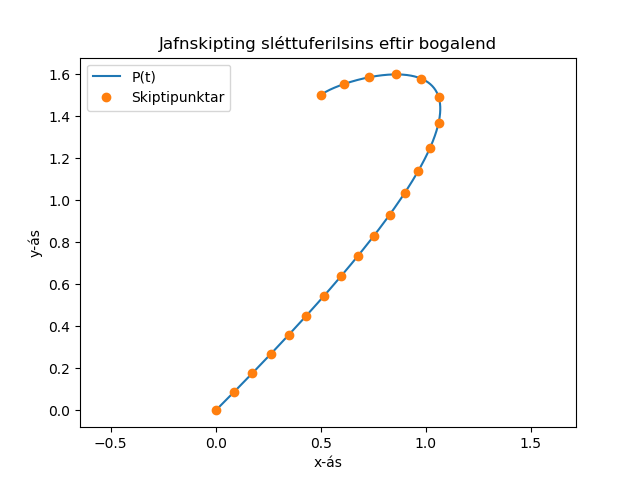 Jafnskipting sléttuferilsins eftir bogalend
P(t)
Skiptipunktar
1.6
1.4
1.2
1.0
0.8
0.6
0.4
0.2
0.0
y-ás
−0.5 0.0 0.5 1.0 1.5
x-ás